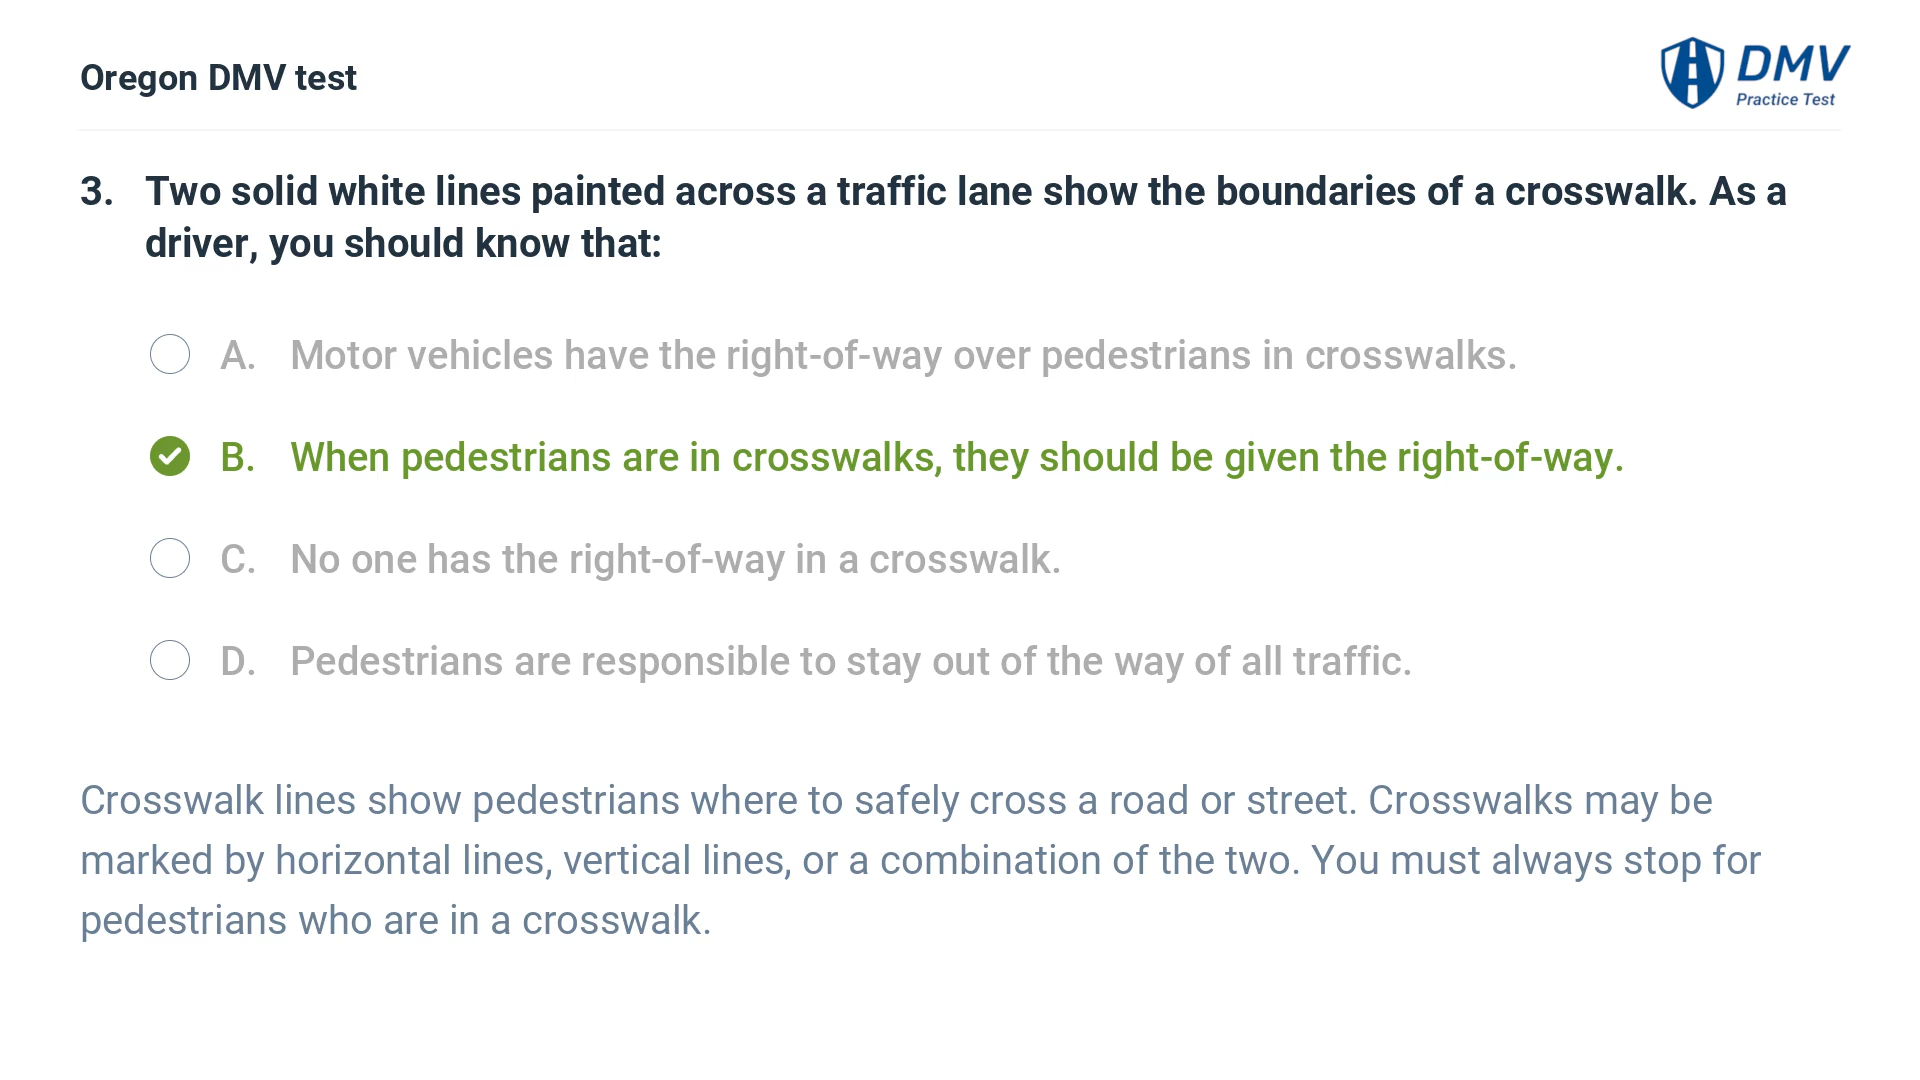 Oregon DMV test
DMV
Practice Test
3. Two solid white lines painted across a traffic lane show the boundaries of a crosswalk. As a
driver, you should know that:
A. Motor vehicles have the right-of-way over pedestrians in crosswalks.
B. When pedestrians are in crosswalks, they should be given the right-of-way.
C. No one has the right-of-way in a crosswalk.
D. Pedestrians are responsible to stay out of the way of all traffic.
Crosswalk lines show pedestrians where to safely cross a road or street. Crosswalks may be
marked by horizontal lines, vertical lines, or a combination of the two. You must always stop for
pedestrians who are in a crosswalk.